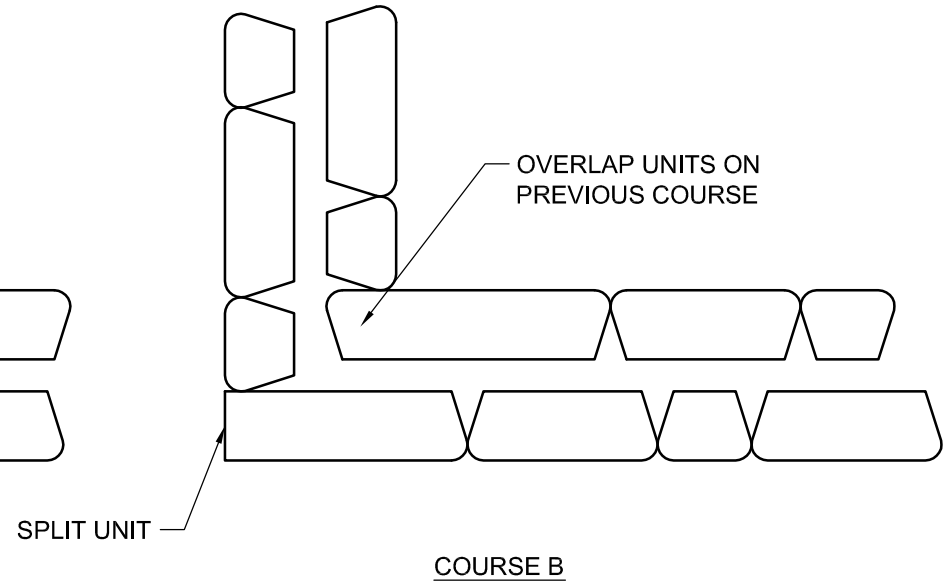 OVERLAP UNITS ON
PREVIOUS COURSE
SPLIT UNIT
COURSE B